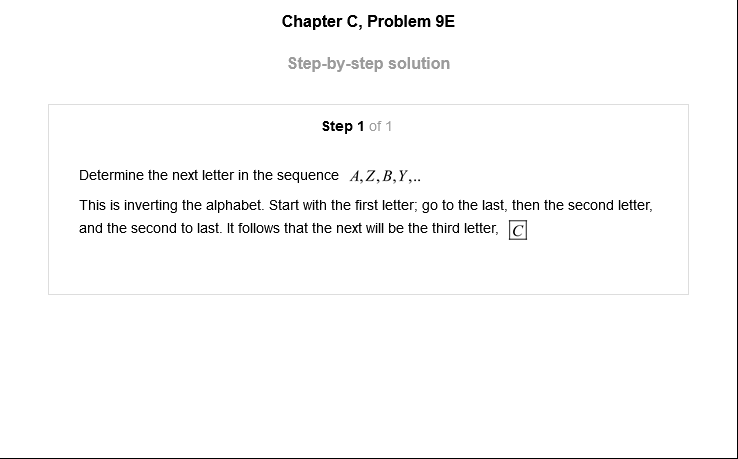 Chapter C, Problem 9E
Step-by-step solution
Step 1 of 1
Determine the next letter in the sequence A,Z,B,Y,..
This is inverting the alphabet. Start with the first letter; go to the last, then the second letter,
and the second to last. It follows that the next will be the third letter, C